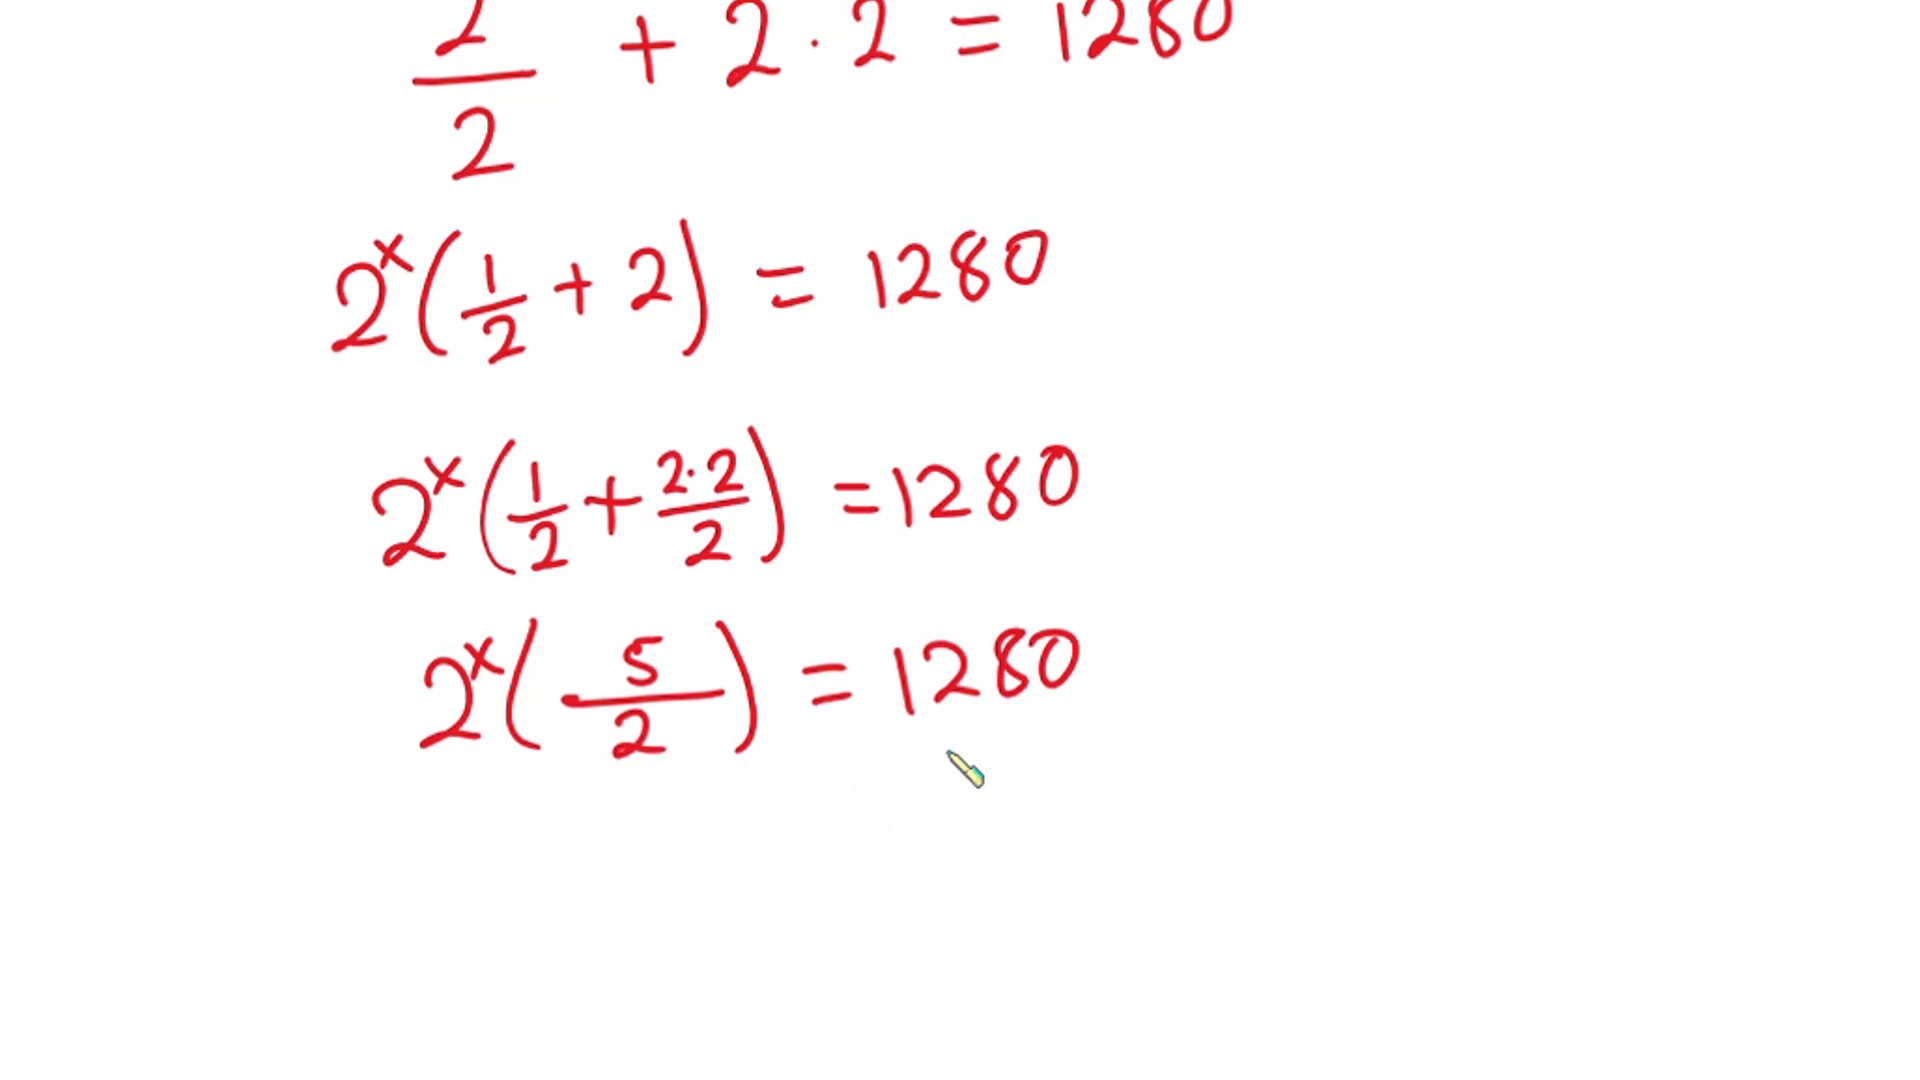 2/2 + 2 · 2 = 1280
2^x(1/2 + 2) = 1280
2^x(1/2 + 2·2/2) = 1280
2^x(5/2) = 1280